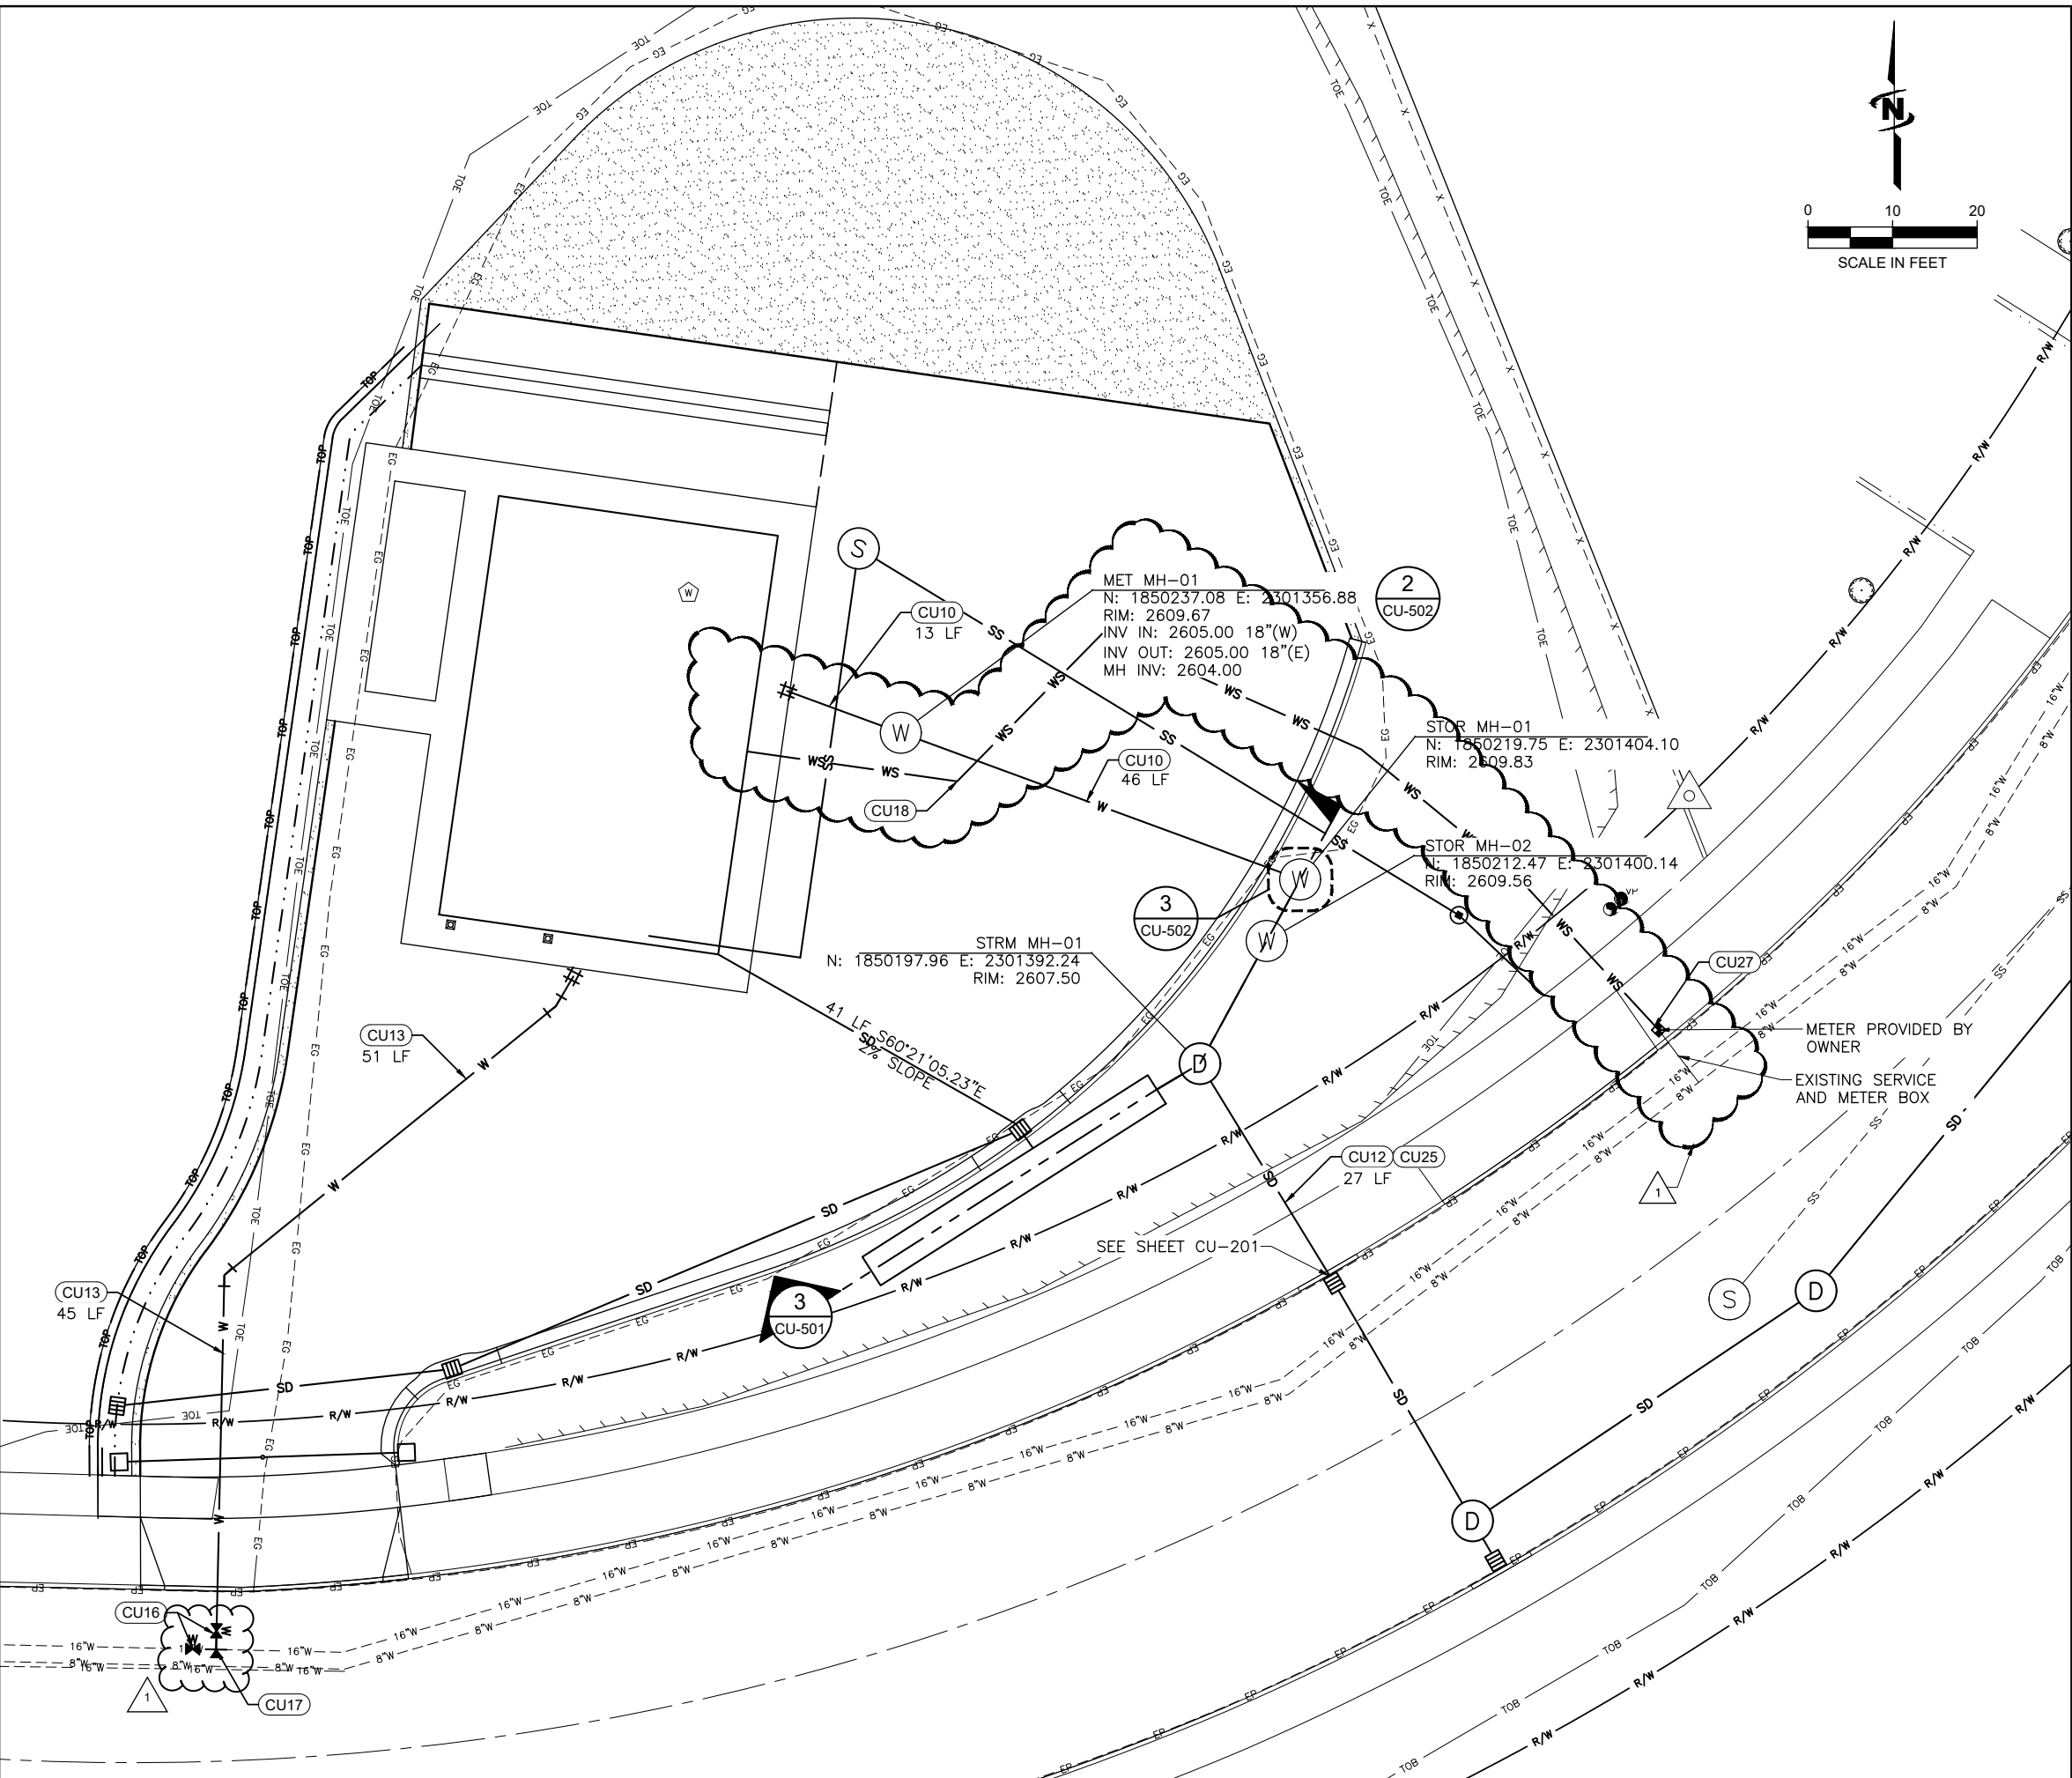 N
0 10 20
SCALE IN FEET
MET MH-01
N: 1850237.08 E: 2301356.88
RIM: 2609.67
INV IN: 2605.00 18"(W)
INV OUT: 2605.00 18"(E)
MH INV: 2604.00
2
CU-502
S
W
CU10
13 LF
STOR MH-01
N: 1850219.75 E: 2301404.10
RIM: 2609.83
W
CU10
46 LF
CU18
STOR MH-02
N: 1850212.47 E: 2301400.14
RIM: 2609.56
W
W
3
CU-502
STRM MH-01
N: 1850197.96 E: 2301392.24
RIM: 2607.50
CU27
METER PROVIDED BY
OWNER
EXISTING SERVICE
AND METER BOX
CU13
51 LF
41 LF S60°21'05.23"E
2% SLOPE
D
CU12 CU25
27 LF
1
SEE SHEET CU-201
CU13
45 LF
3
CU-501
S
D
D
CU16
CU17
1
TOE
EG
TOP
X
R/W
SS
WS
W
SD
EP
16"W
8"W
TOB